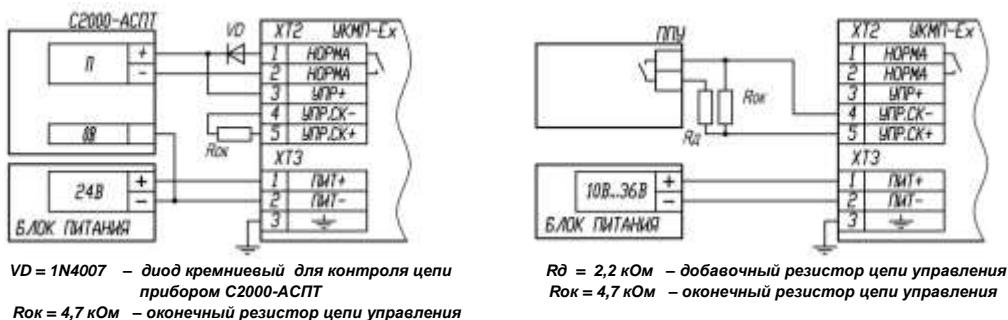 С2000-АСПТ
VD
XT2 УКМП-Ex
П + -
1 НОРМА
2 НОРМА
3 УПР+
4 УПР.СК-
5 УПР.СК+
0В
Rок
XT3
24В + -
1 ПИТ+
2 ПИТ-
3
БЛОК ПИТАНИЯ
VD = 1N4007 – диод кремниевый для контроля цепи
прибором С2000-АСПТ
Rок = 4,7 кОм – оконечный резистор цепи управления
ППУ
XT2 УКМП-Ex
1 НОРМА
2 НОРМА
3 УПР+
4 УПР.СК-
5 УПР.СК+
Rок
Rд
XT3
10В...36В + -
1 ПИТ+
2 ПИТ-
3
БЛОК ПИТАНИЯ
Rд = 2,2 кОм – добавочный резистор цепи управления
Rок = 4,7 кОм – оконечный резистор цепи управления